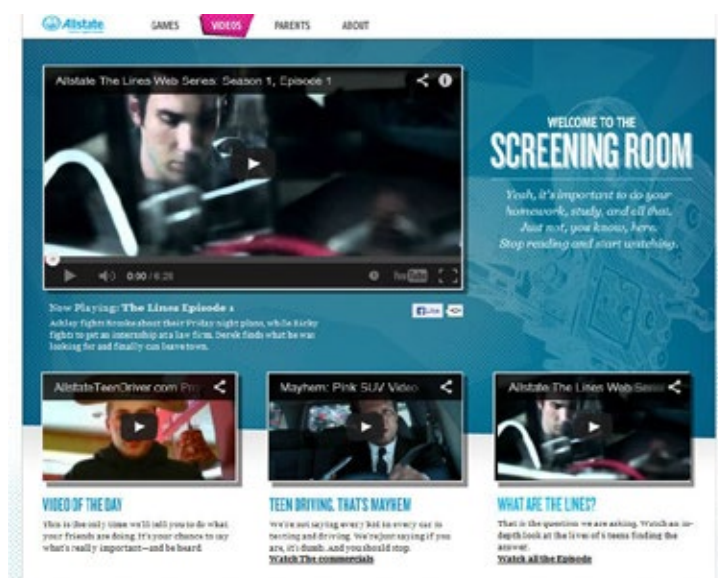 Allstate
GAMES VIDEOS PARENTS ABOUT
Allstate The Lines Web Series: Season 1, Episode 1
WELCOME TO THE
SCREENING ROOM
Yeah, it's important to do your
homework, study, and all that.
Just not, you know, here.
Stop reading and start watching.
0:00 / 6:28
YouTube
Now Playing: The Lines Episode 1
Like
Ashley fights Brooke about their Friday night plans, while Ricky
fights to get an internship at a law firm. Derek finds what he was
looking for and finally can leave town.
AllstateTeenDriver.com
Mayhem: Pink SUV Video
Allstate The Lines Web Series
VIDEO OF THE DAY
This is the only time we'll tell you to do what
your friends are doing. It's your chance to say
what's really important—and be heard
TEEN DRIVING. THAT'S MAYHEM
We're not saying every kid in every car is
texting and driving. We're just saying if you
are, it's dumb. And you should stop.
Watch The commercials
WHAT ARE THE LINES?
That is the question we are asking. Watch an in-
depth look at the lives of 6 teens finding the
answer.
Watch all the Episode